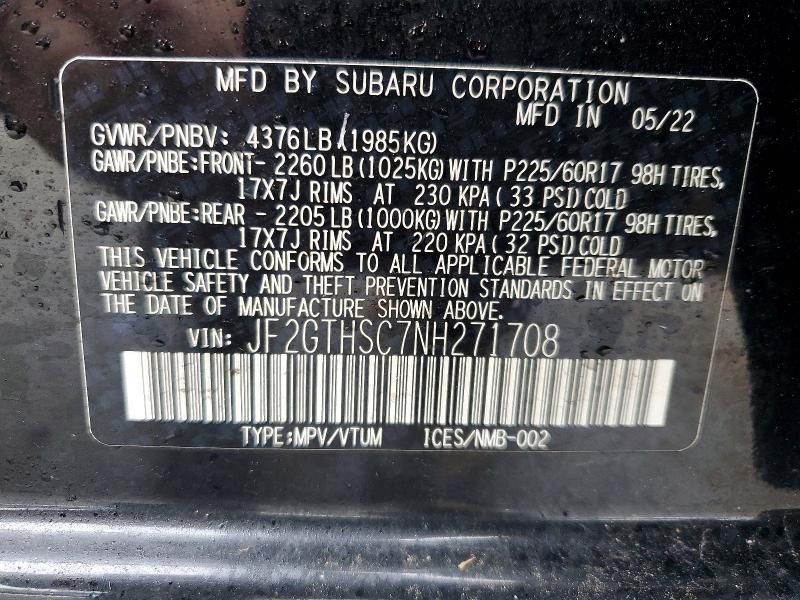 MFD BY SUBARU CORPORATION
MFD IN 05/22
GVWR/PNBV: 4376LB(1985KG)
GAWR/PNBE:FRONT- 2260LB(1025KG)WITH P225/60R17 98H TIRES,
17X7J RIMS AT 230 KPA( 33 PSI)COLD
GAWR/PNBE:REAR - 2205LB(1000KG)WITH P225/60R17 98H TIRES,
17X7J RIMS AT 220 KPA( 32 PSI)COLD
THIS VEHICLE CONFORMS TO ALL APPLICABLE FEDERAL MOTOR
VEHICLE SAFETY AND THEFT PREVENTION STANDARDS IN EFFECT ON
THE DATE OF MANUFACTURE SHOWN ABOVE.
VIN: JF2GTHSC7NH271708
TYPE:MPV/VTUM ICES/NMB-002